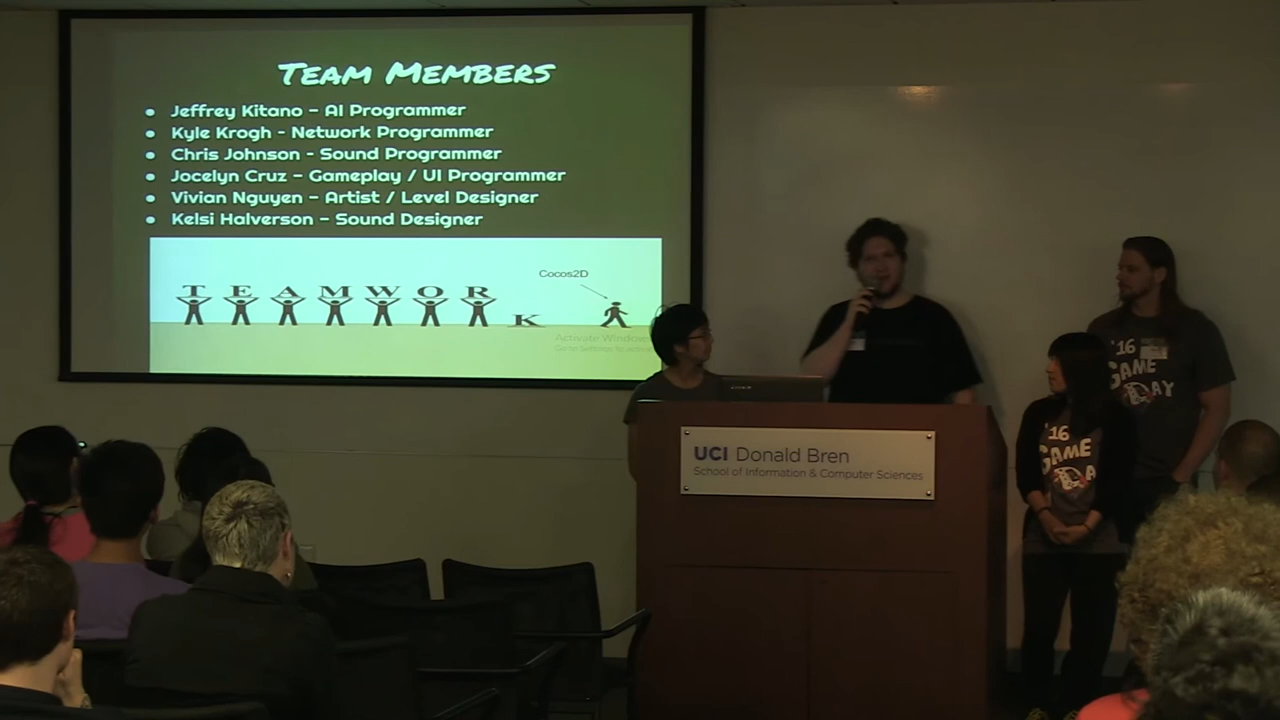 TEAM MEMBERS
● Jeffrey Kitano – AI Programmer
● Kyle Krogh - Network Programmer
● Chris Johnson - Sound Programmer
● Jocelyn Cruz – Gameplay / UI Programmer
● Vivian Nguyen – Artist / Level Designer
● Kelsi Halverson – Sound Designer
Cocos2D
TEAMWORK
Activate Windows
UCI Donald Bren
School of Information & Computer Sciences
'16
GAME
DAY
'16
GAME